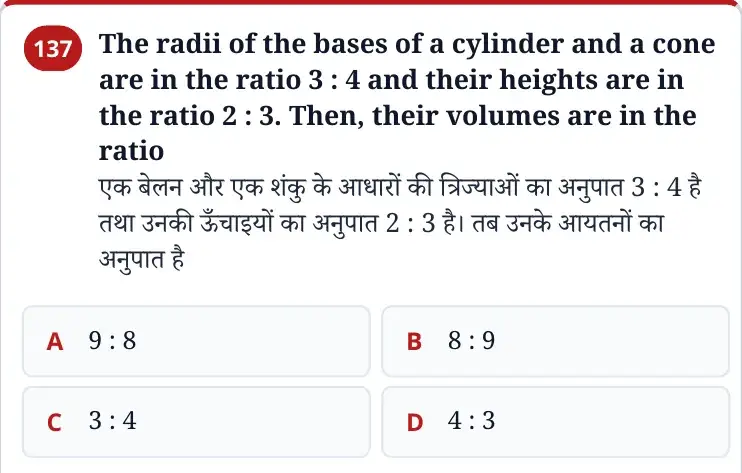 137 The radii of the bases of a cylinder and a cone
are in the ratio 3 : 4 and their heights are in
the ratio 2 : 3. Then, their volumes are in the
ratio
एक बेलन और एक शंकु के आधारों की त्रिज्याओं का अनुपात 3 : 4 है
तथा उनकी ऊँचाइयों का अनुपात 2 : 3 है। तब उनके आयतनों का
अनुपात है
A 9 : 8
B 8 : 9
C 3 : 4
D 4 : 3